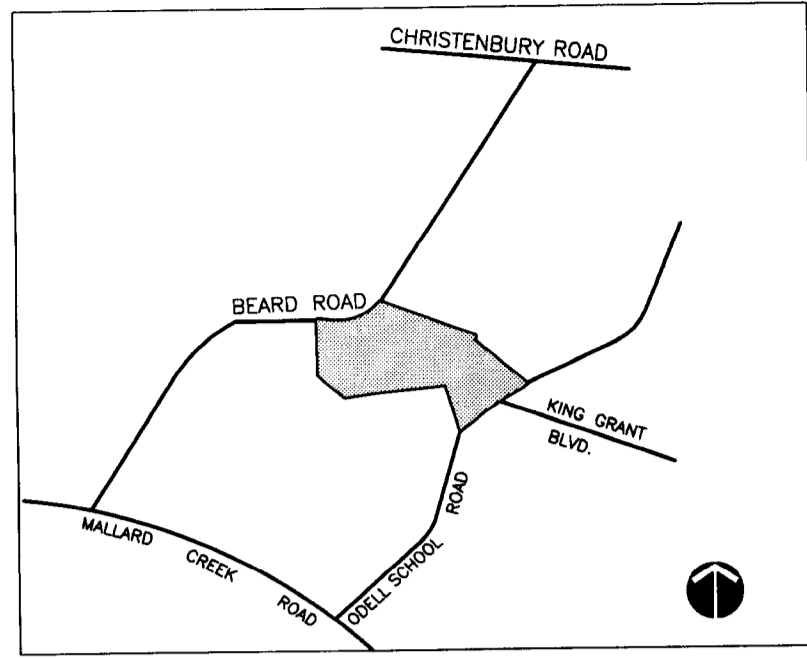 CHRISTENBURY ROAD
BEARD ROAD
KING GRANT
BLVD.
MALLARD CREEK ROAD
ODELL SCHOOL ROAD